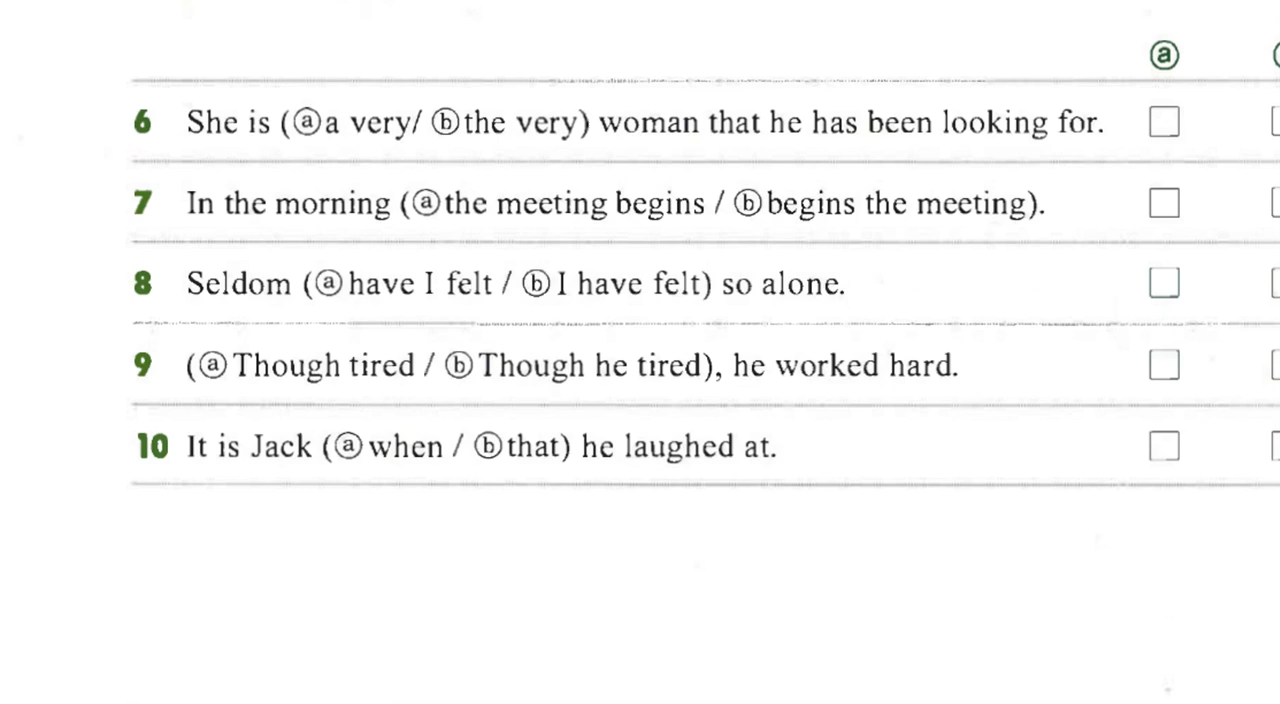 ⓐ
6 She is (ⓐa very/ ⓑthe very) woman that he has been looking for.
7 In the morning (ⓐthe meeting begins / ⓑbegins the meeting).
8 Seldom (ⓐhave I felt / ⓑI have felt) so alone.
9 (ⓐThough tired / ⓑThough he tired), he worked hard.
10 It is Jack (ⓐwhen / ⓑthat) he laughed at.